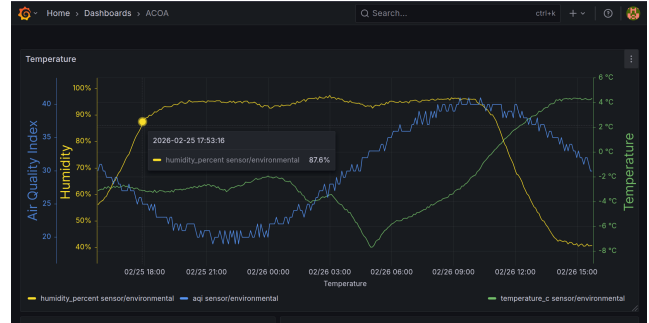 Home › Dashboards › ACOA
Search...
ctrl+k
Temperature
Air Quality Index
40
35
30
25
20
Humidity
100%
90%
80%
70%
60%
50%
40%
2026-02-25 17:53:16
humidity_percent sensor/environmental 87.6%
6 °C
4 °C
2 °C
0 °C
-2 °C
-4 °C
-6 °C
-8 °C
Temperature
02/25 18:00 02/25 21:00 02/26 00:00 02/26 03:00 02/26 06:00 02/26 09:00 02/26 12:00 02/26 15:00
Temperature
humidity_percent sensor/environmental aqi sensor/environmental temperature_c sensor/environmental